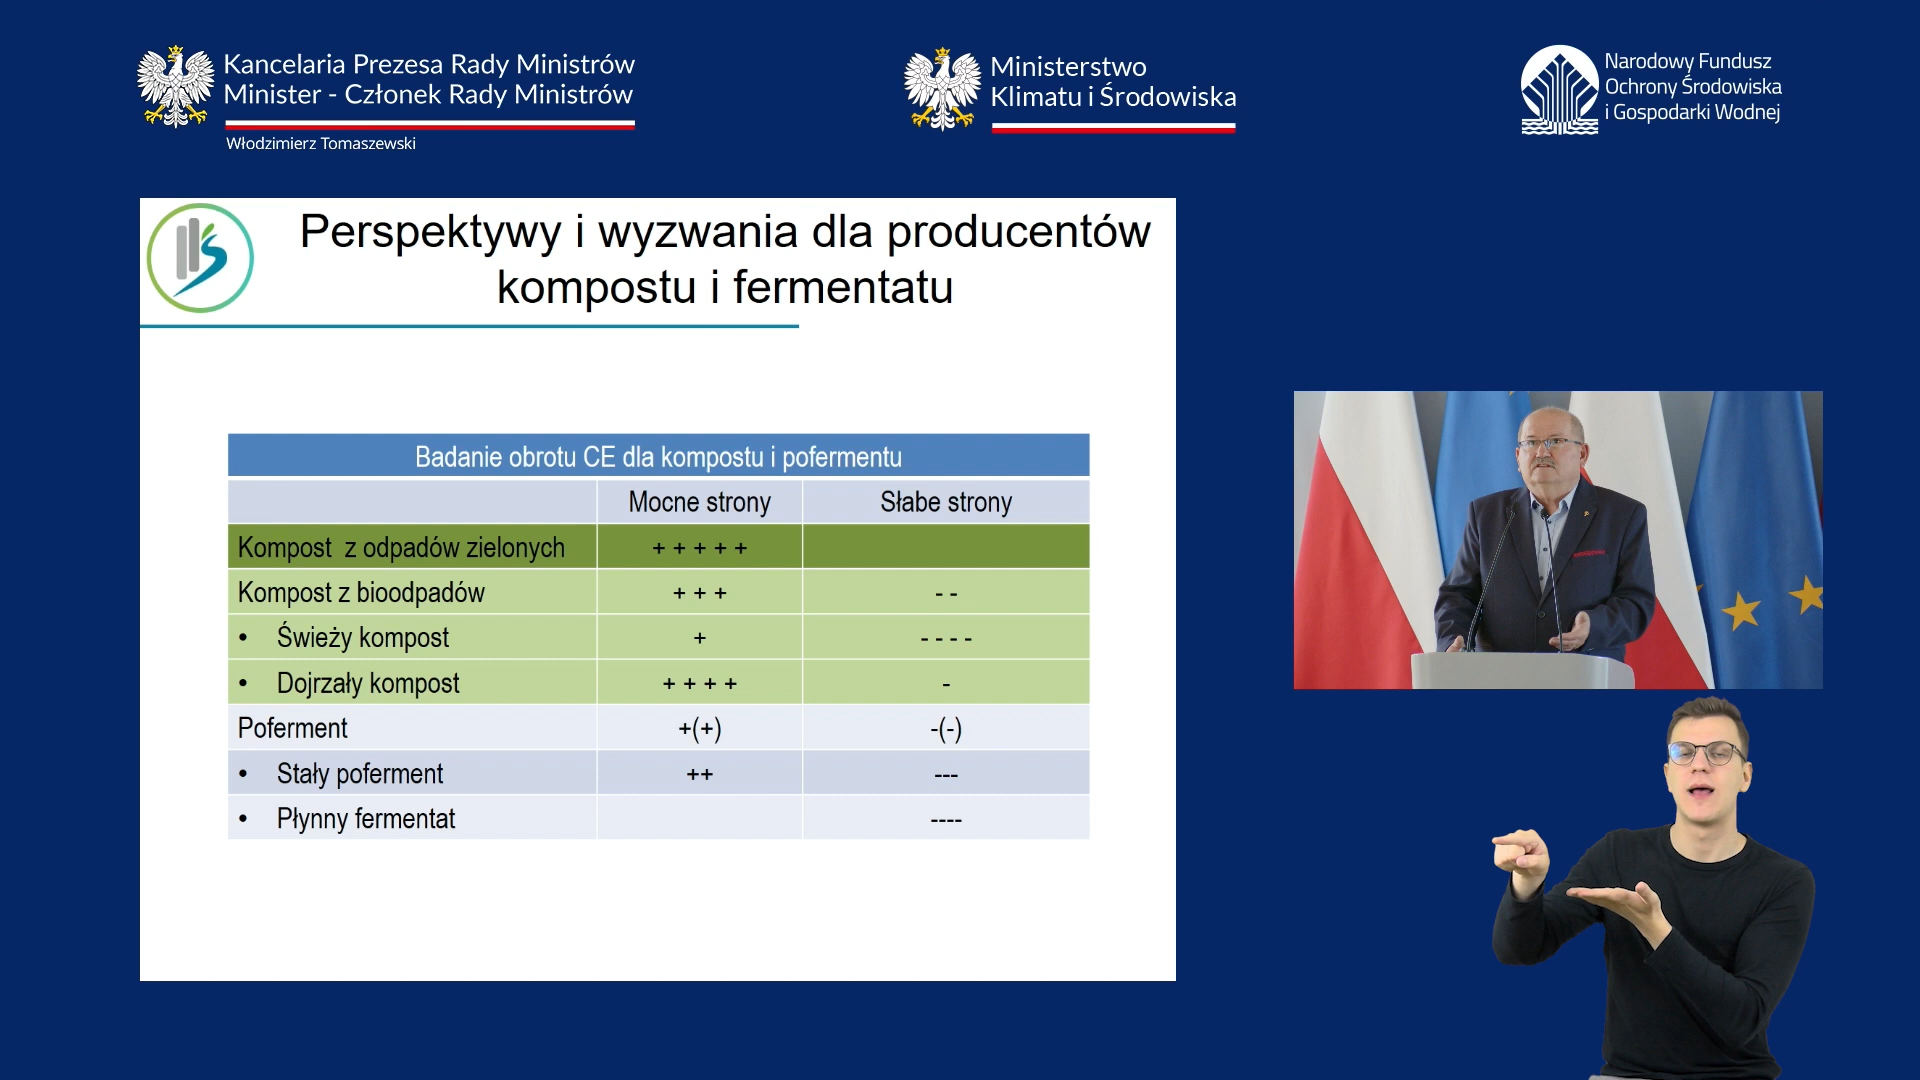 Kancelaria Prezesa Rady Ministrów
Minister - Członek Rady Ministrów
Włodzimierz Tomaszewski
Ministerstwo
Klimatu i Środowiska
Narodowy Fundusz
Ochrony Środowiska
i Gospodarki Wodnej
Perspektywy i wyzwania dla producentów
kompostu i fermentatu
Badanie obrotu CE dla kompostu i pofermentu
Mocne strony Słabe strony
Kompost z odpadów zielonych + + + + +
Kompost z bioodpadów + + + - -
• Świeży kompost + - - - -
• Dojrzały kompost + + + + -
Poferment +(+) -(-)
• Stały poferment ++ ---
• Płynny fermentat ----